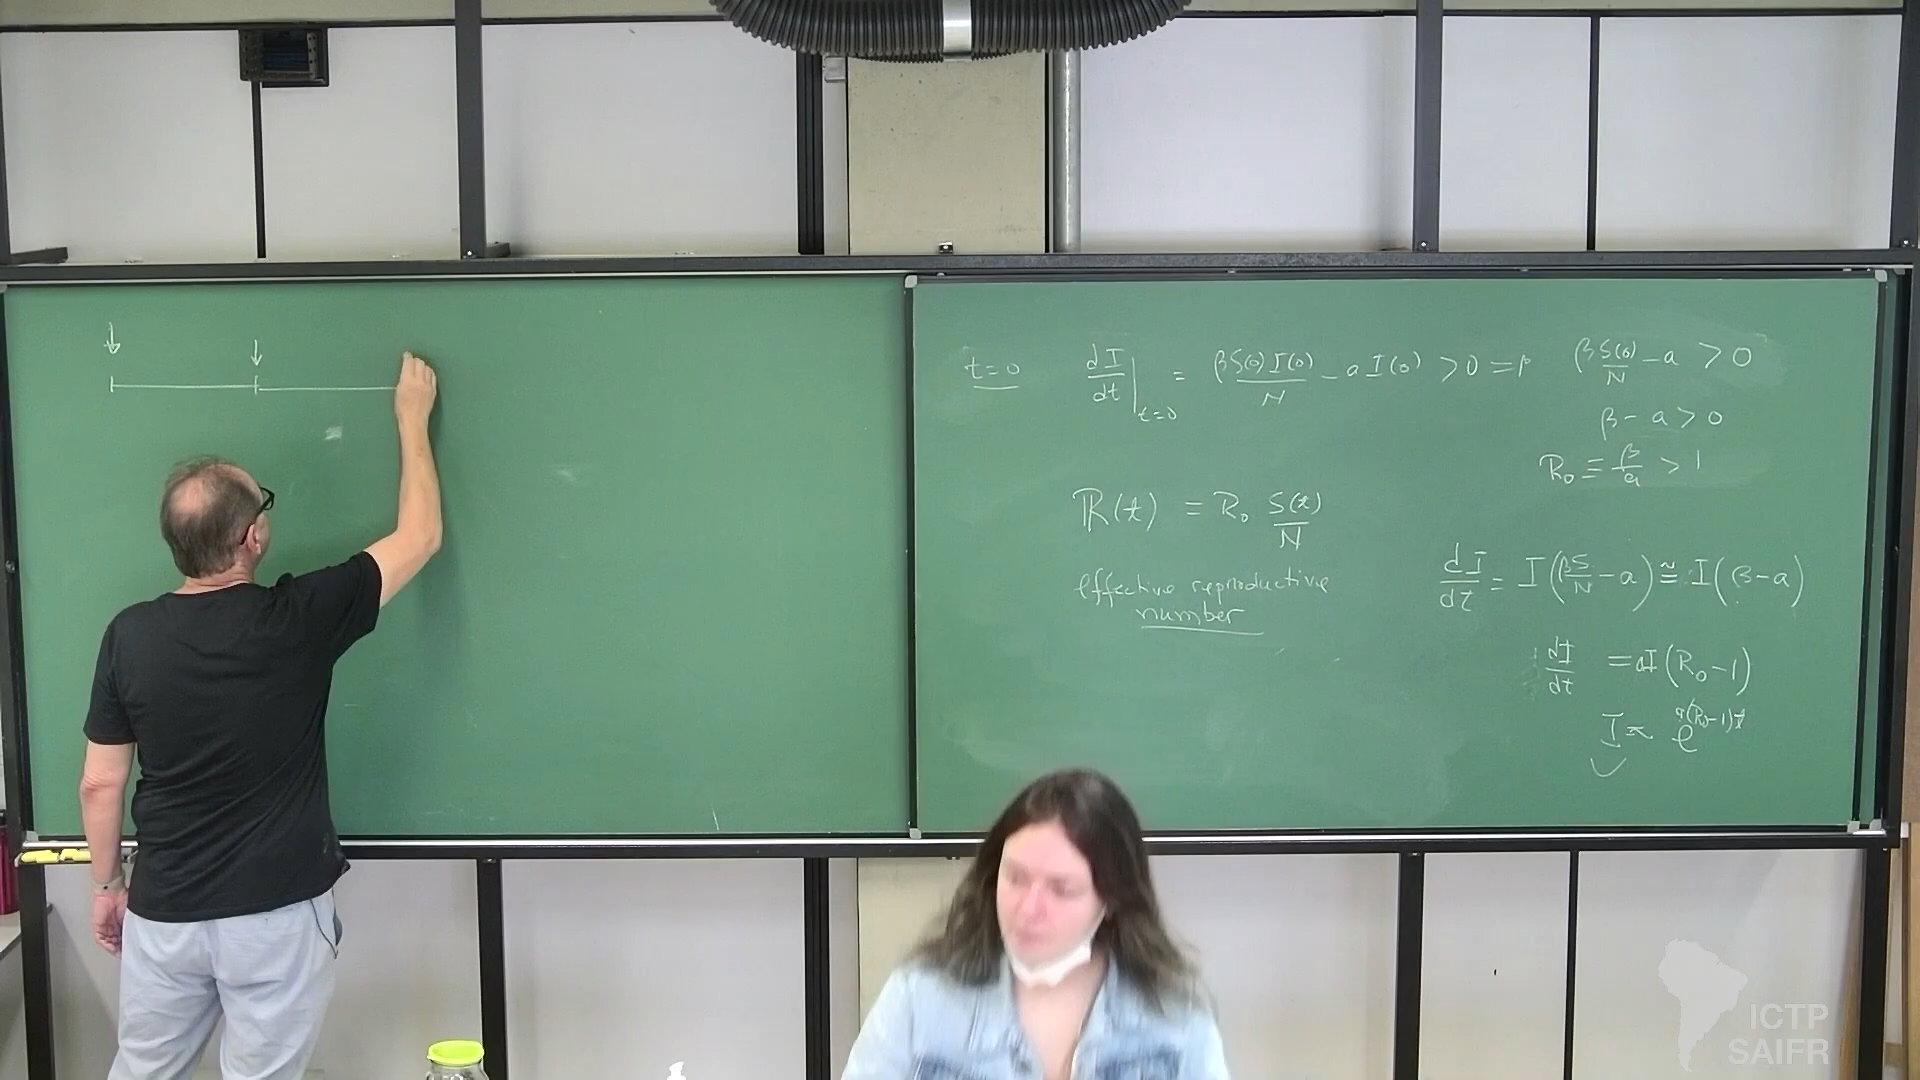 t=0 dI/dt|t=0 = βS(0)I(0)/N - aI(0) >0 => βS(0)/N - a > 0
β - a > 0
R₀ ≡ β/a > 1
R(t) = R₀ S(t)/N
effective reproductive
number
dI/dt = I(βS/N - a) ≅ I(β-a)
dI/dt = aI(R₀-1)
I ≈ e^a(R₀-1)t
ICTP
SAIFR